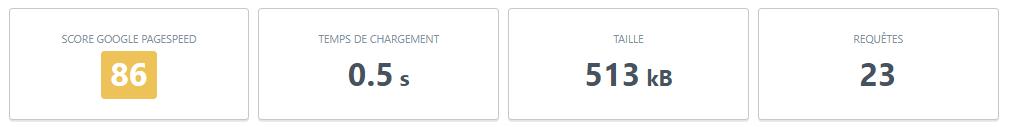 SCORE GOOGLE PAGESPEED
86
TEMPS DE CHARGEMENT
0.5 s
TAILLE
513 kB
REQUÊTES
23